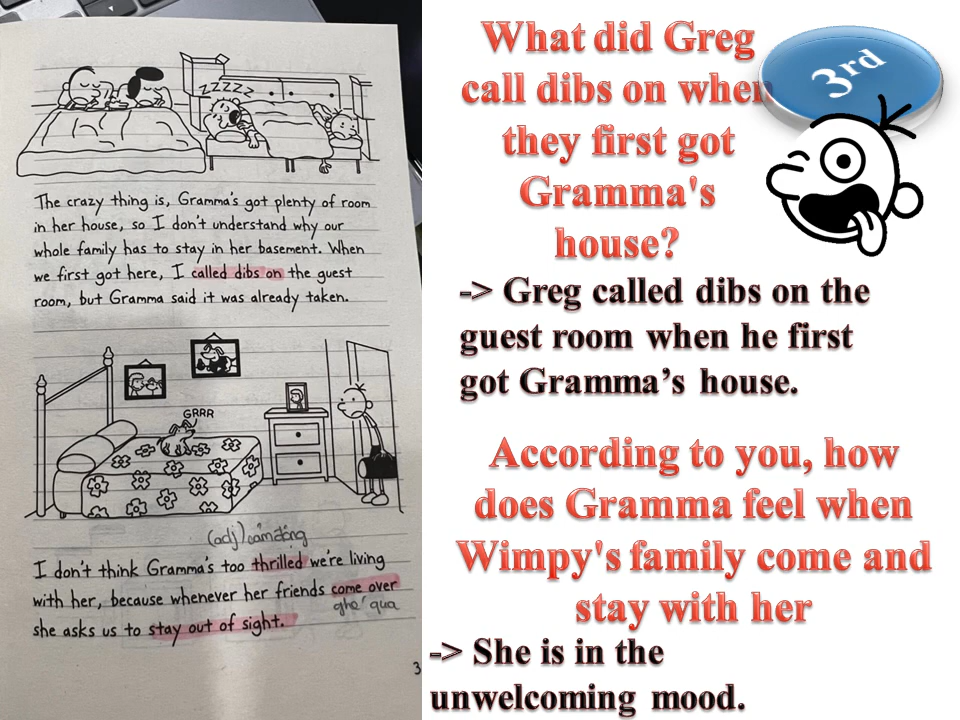 ZZZZZ
The crazy thing is, Gramma's got plenty of room
in her house, so I don't understand why our
whole family has to stay in her basement. When
we first got here, I called dibs on the guest
room, but Gramma said it was already taken.
GRRR
(adj)
I don't think Gramma's too thrilled we're living
with her, because whenever her friends come over
ghé qua
she asks us to stay out of sight.
3
What did Greg
call dibs on when
they first got
Gramma's
house?
3rd
-> Greg called dibs on the
guest room when he first
got Gramma’s house.
According to you, how
does Gramma feel when
Wimpy's family come and
stay with her
-> She is in the
unwelcoming mood.